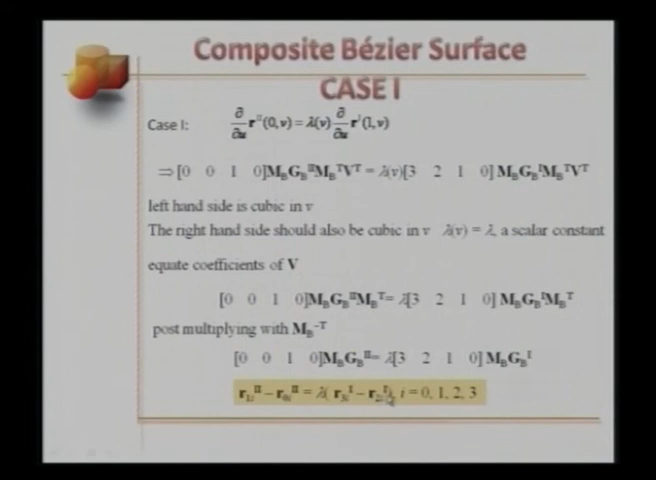 Composite Bézier Surface
CASE I
Case I: ∂/∂u r^II(0,v) = λ(v) ∂/∂u r^I(1,v)
⇒[0 0 1 0]M_B G_B^II M_B^T V^T = λ(v)[3 2 1 0] M_B G_B^I M_B^T V^T
left hand side is cubic in v
The right hand side should also be cubic in v λ(v) = λ, a scalar constant
equate coefficients of V
[0 0 1 0]M_B G_B^II M_B^T = λ[3 2 1 0] M_B G_B^I M_B^T
post multiplying with M_B^-T
[0 0 1 0]M_B G_B^II = λ[3 2 1 0] M_B G_B^I
r_1i^II – r_0i^II = λ( r_3i^I – r_2i^I), i = 0, 1, 2, 3